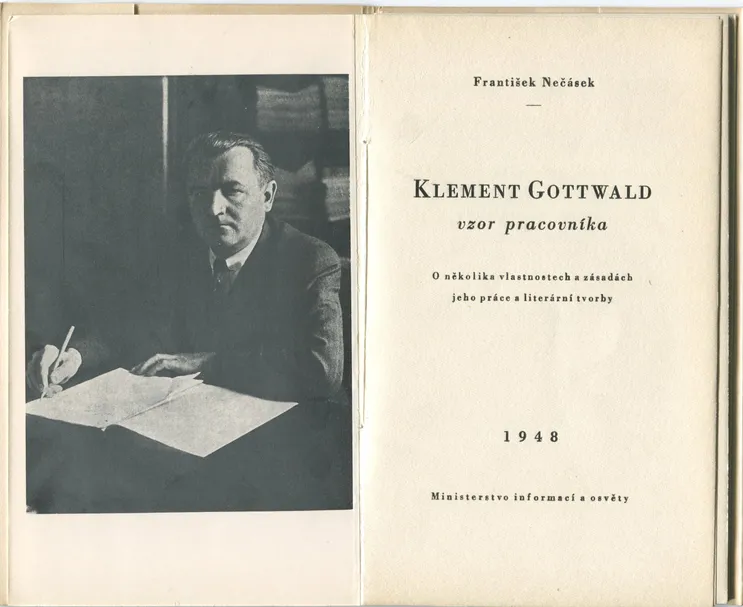 František Nečásek
KLEMENT GOTTWALD
vzor pracovníka
O několika vlastnostech a zásadách
jeho práce a literární tvorby
1948
Ministerstvo informací a osvěty